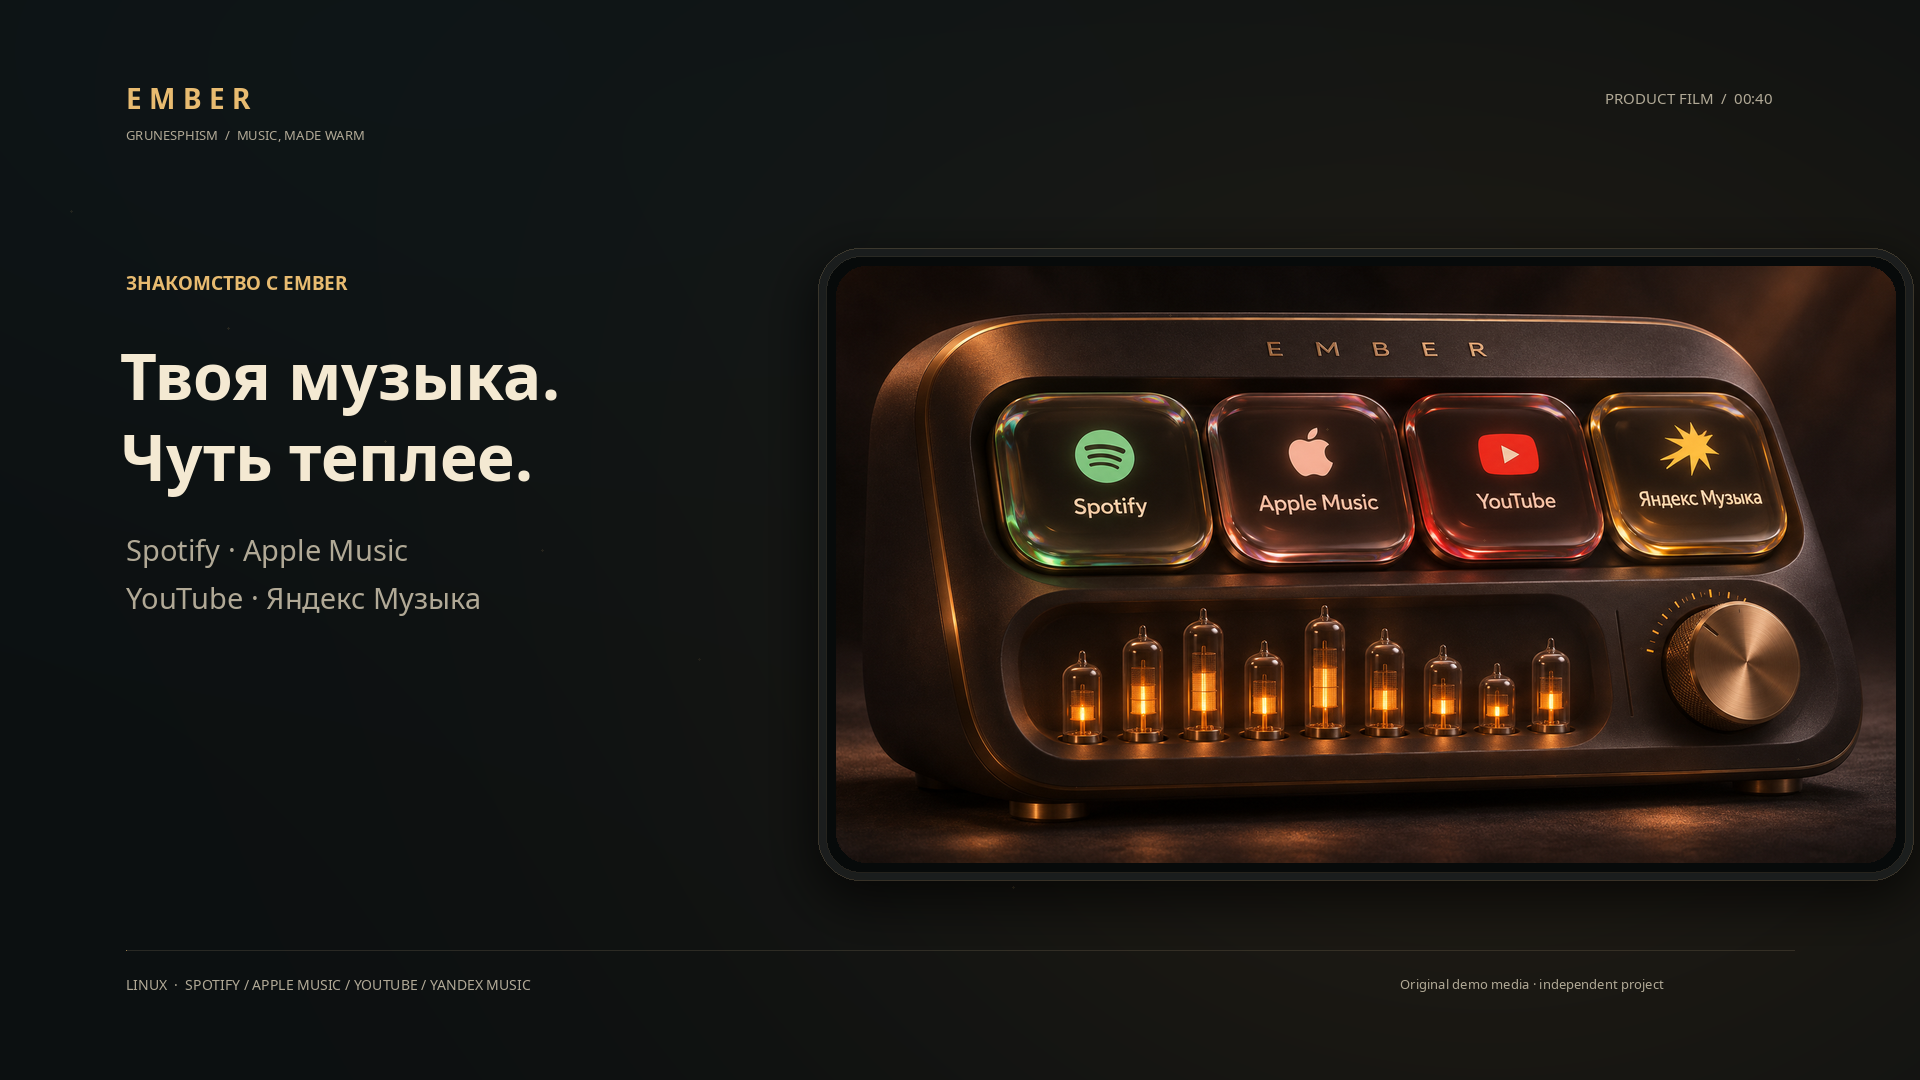 EMBER
GRUNESPHISM / MUSIC, MADE WARM
PRODUCT FILM / 00:40
ЗНАКОМСТВО С EMBER
Твоя музыка.
Чуть теплее.
Spotify · Apple Music
YouTube · Яндекс Музыка
EMBER
Spotify
Apple Music
YouTube
Яндекс Музыка
LINUX · SPOTIFY / APPLE MUSIC / YOUTUBE / YANDEX MUSIC
Original demo media · independent project